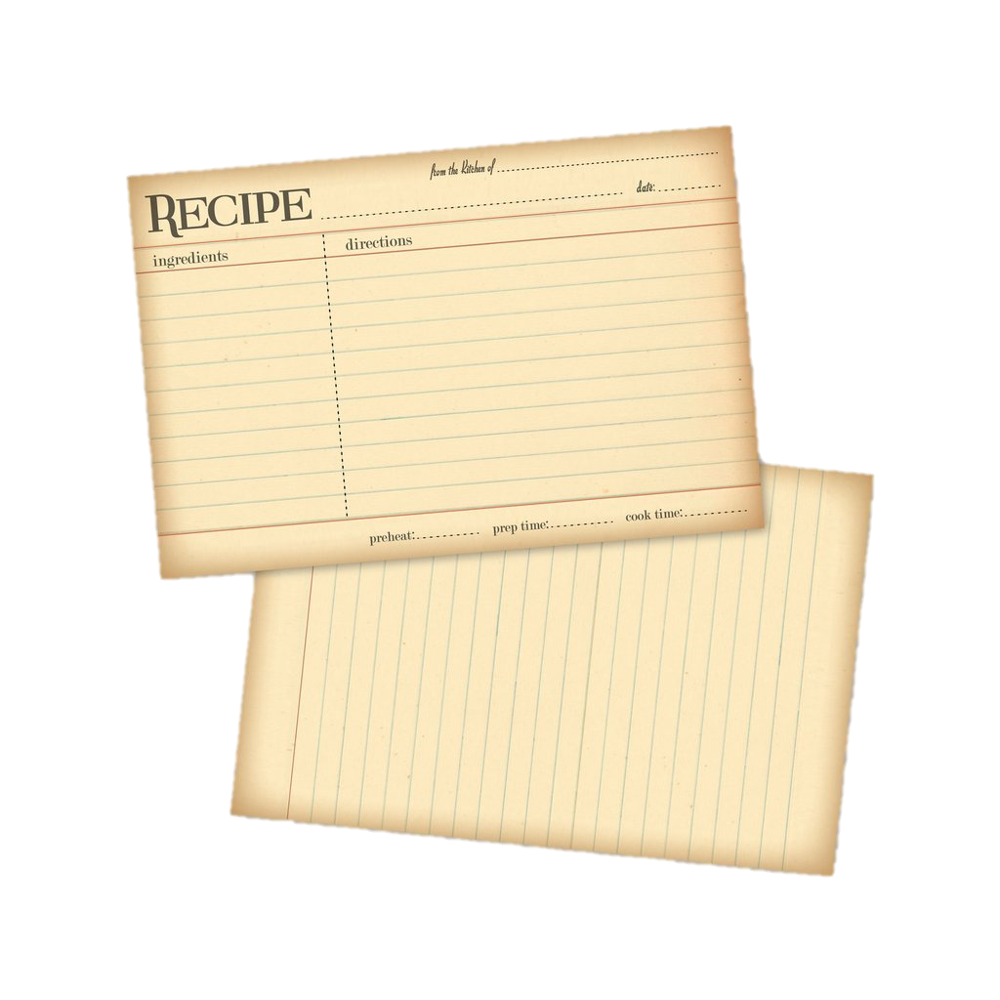 from the Kitchen of
RECIPE date:
ingredients directions
preheat: prep time: cook time: